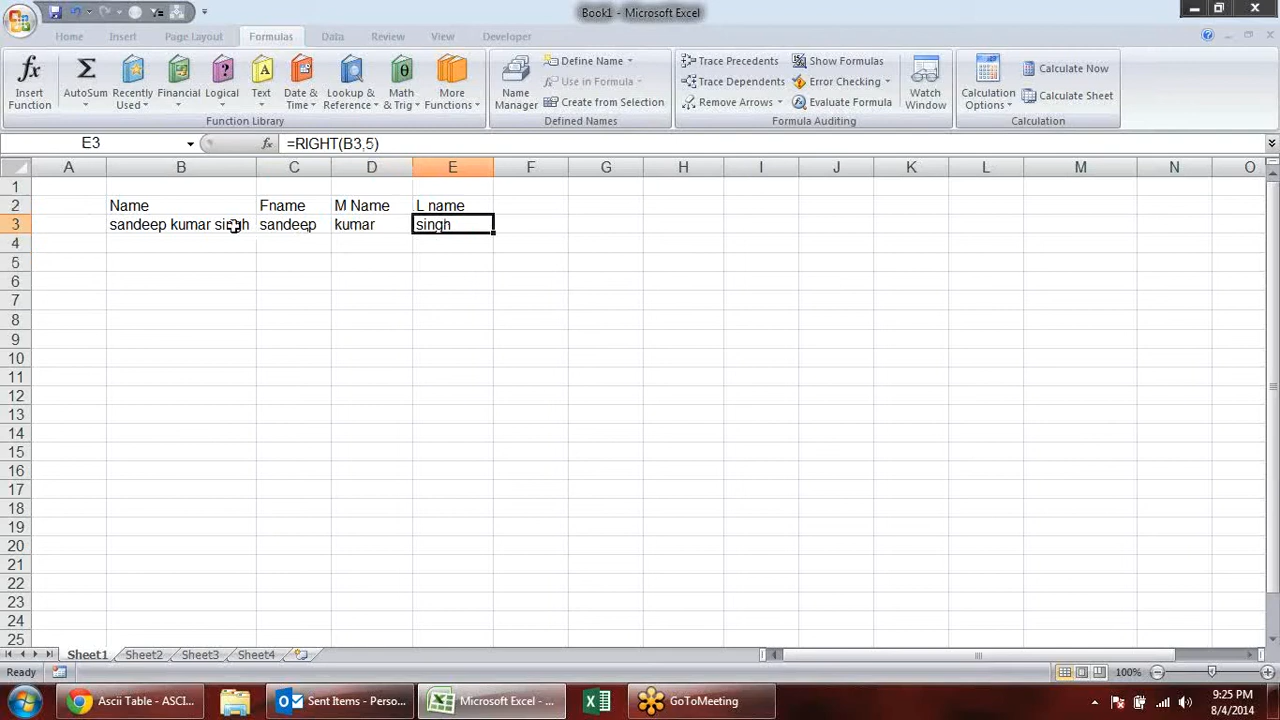 Book1 - Microsoft Excel
Home Insert Page Layout Formulas Data Review View Developer
Insert Function
AutoSum
Recently Used
Financial
Logical
Text
Date & Time
Lookup & Reference
Math & Trig
More Functions
Function Library
Name Manager
Define Name
Use in Formula
Create from Selection
Defined Names
Trace Precedents
Trace Dependents
Remove Arrows
Show Formulas
Error Checking
Evaluate Formula
Formula Auditing
Watch Window
Calculation Options
Calculate Now
Calculate Sheet
Calculation
E3 fx =RIGHT(B3,5)
A B C D E F G H I J K L M N O
1
2 Name Fname M Name L name
3 sandeep kumar singh sandeep kumar singh
4
5
6
7
8
9
10
11
12
13
14
15
16
17
18
19
20
21
22
23
24
25
Sheet1 Sheet2 Sheet3 Sheet4
Ready 100%
Ascii Table - ASCI... Sent Items - Perso... Microsoft Excel - ... GoToMeeting 9:25 PM
8/4/2014